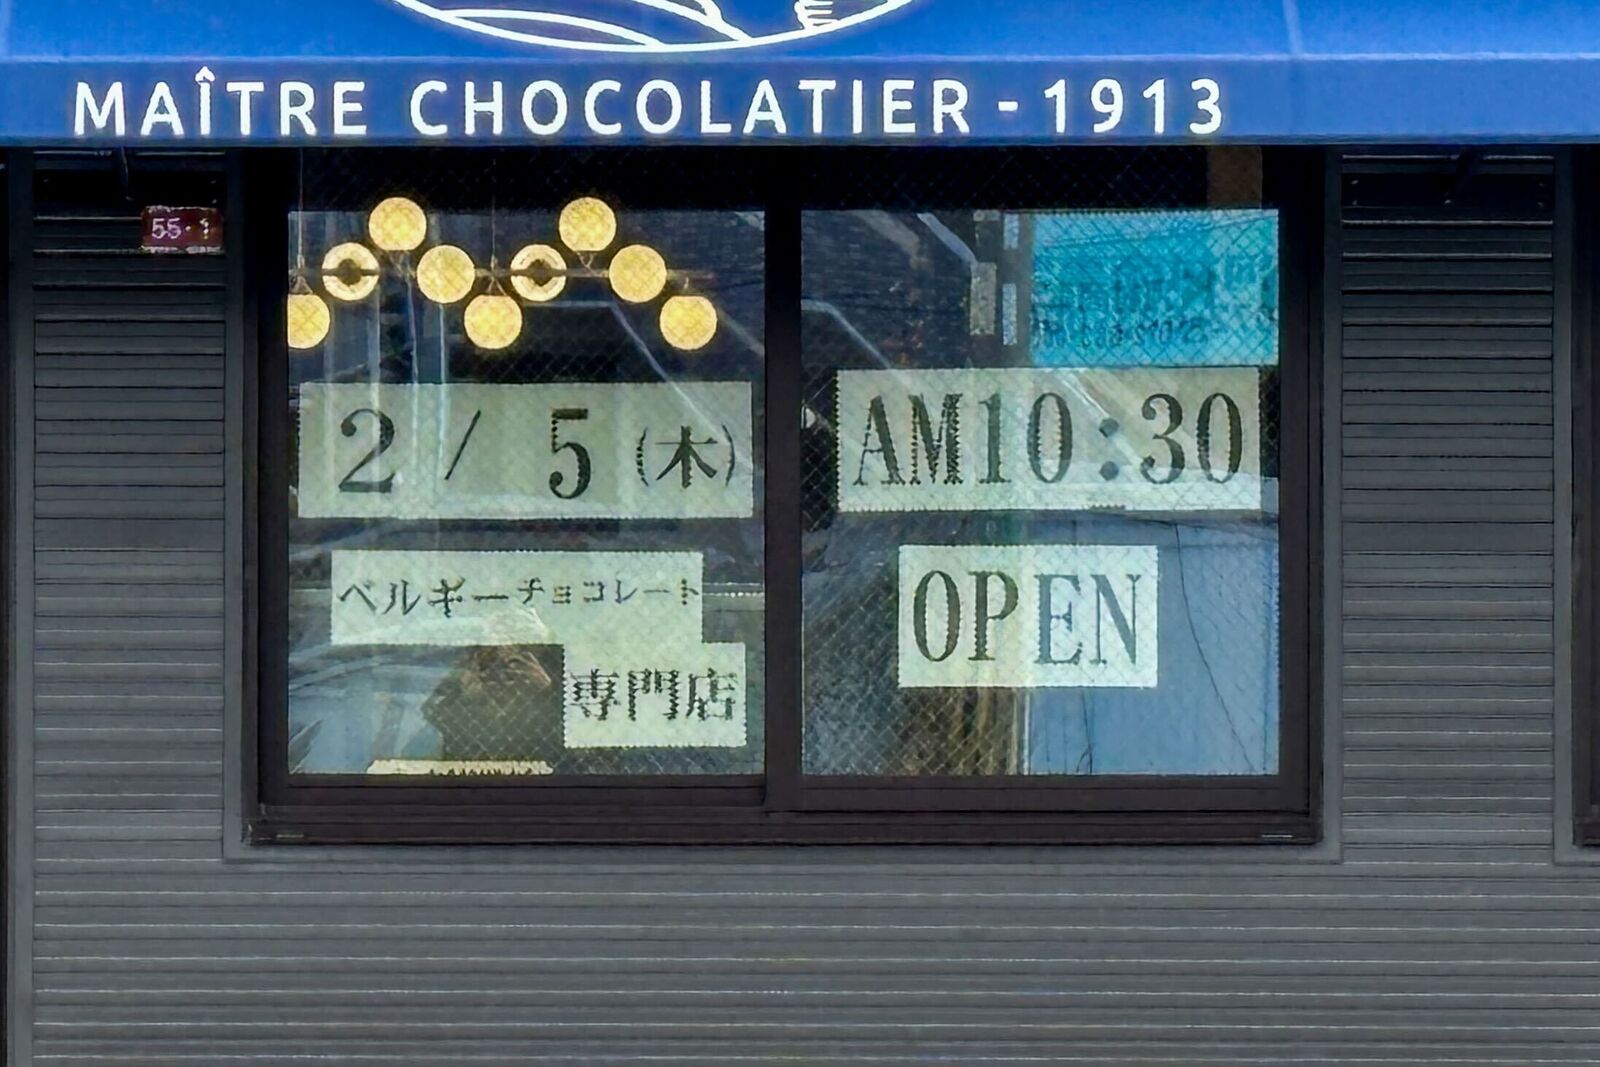 MAÎTRE CHOCOLATIER - 1913
55-1
2 / 5 (木)
AM10:30
ベルギーチョコレート
専門店
OPEN